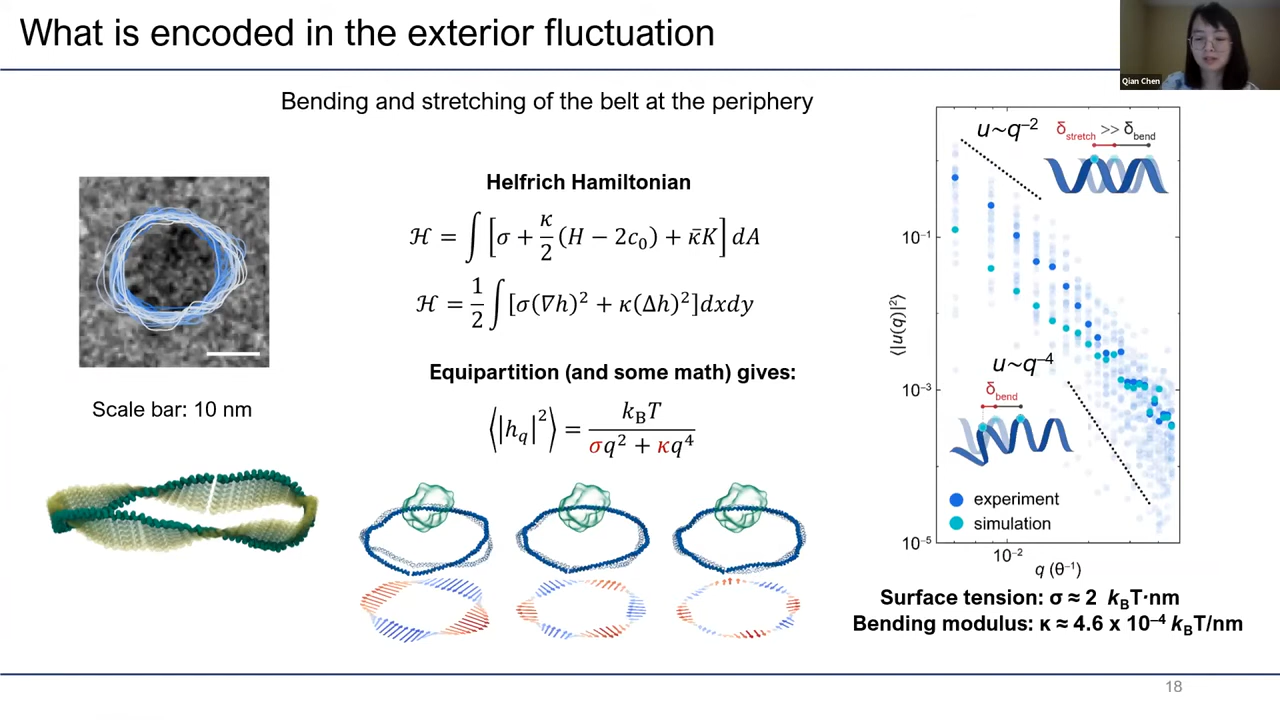 What is encoded in the exterior fluctuation
Qian Chen
Bending and stretching of the belt at the periphery
Scale bar: 10 nm
Helfrich Hamiltonian
ℋ = ∫ [σ + κ/2 (H − 2c₀) + κ̄K] dA
ℋ = 1/2 ∫ [σ(∇h)² + κ(Δh)²]dxdy
Equipartition (and some math) gives:
⟨|h_q|²⟩ = k_BT / (σq² + κq⁴)
u~q⁻²
δ_stretch >> δ_bend
10⁻¹
⟨|u(q)|²⟩
u~q⁻⁴
10⁻³
δ_bend
experiment
simulation
10⁻⁵
10⁻²
q (θ⁻¹)
Surface tension: σ ≈ 2 k_BT·nm
Bending modulus: κ ≈ 4.6 x 10⁻⁴ k_BT/nm
18